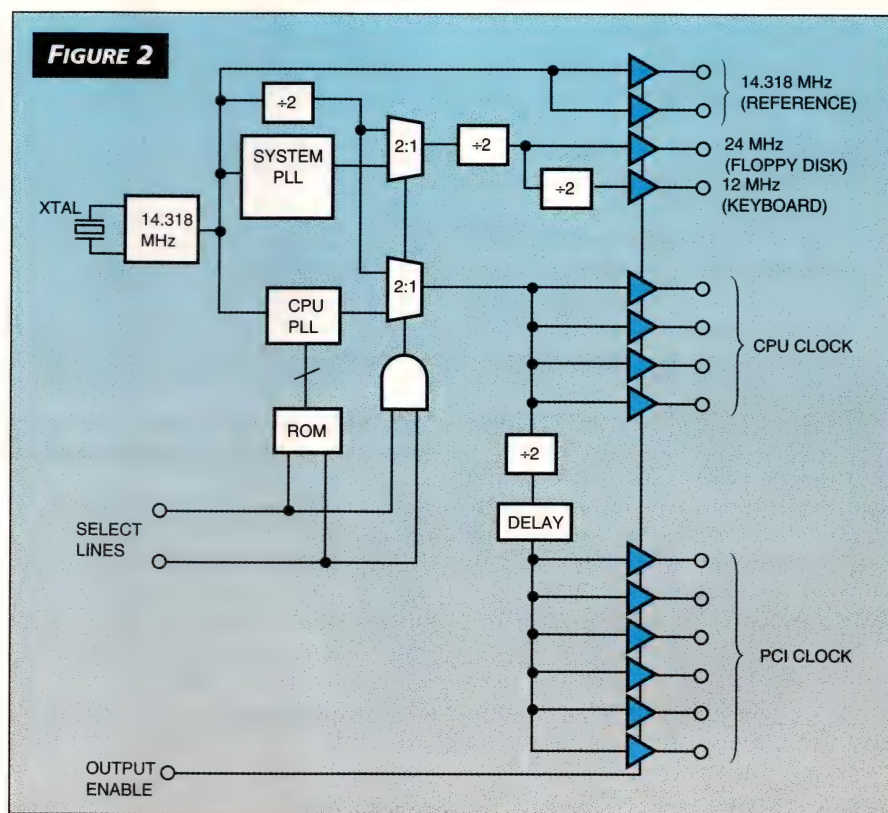 FIGURE 2
÷2
14.318 MHz
(REFERENCE)
SYSTEM
PLL
2:1
÷2
24 MHz
(FLOPPY DISK)
÷2
12 MHz
(KEYBOARD)
XTAL
14.318
MHz
2:1
CPU
PLL
CPU CLOCK
ROM
÷2
SELECT
LINES
DELAY
PCI CLOCK
OUTPUT
ENABLE